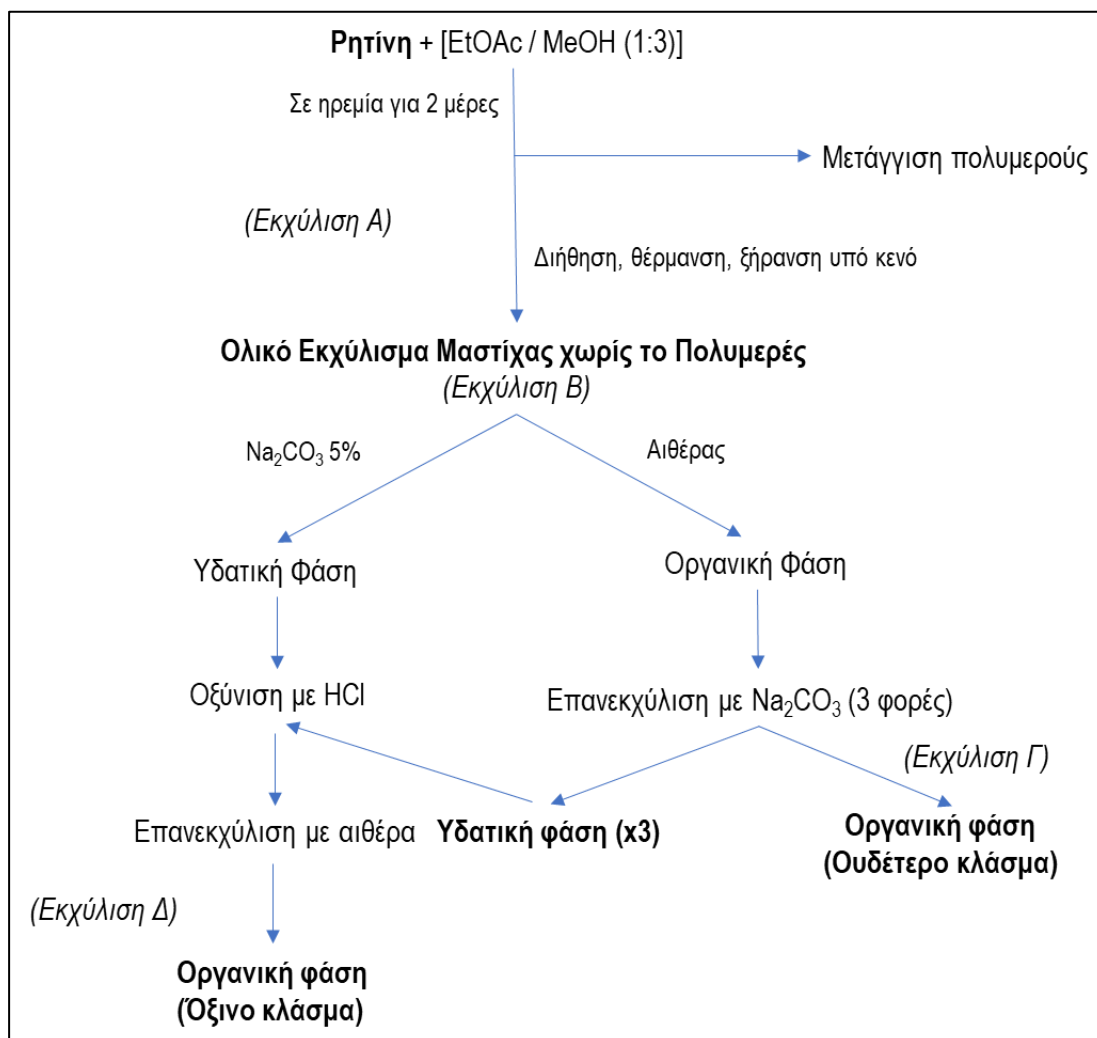 Ρητίνη + [EtOAc / MeOH (1:3)]
Σε ηρεμία για 2 μέρες
Μετάγγιση πολυμερούς
(Εκχύλιση Α)
Διήθηση, θέρμανση, ξήρανση υπό κενό
Ολικό Εκχύλισμα Μαστίχας χωρίς το Πολυμερές
(Εκχύλιση Β)
Na₂CO₃ 5%
Αιθέρας
Υδατική Φάση
Οργανική Φάση
Οξύνιση με HCl
Επανεκχύλιση με Na₂CO₃ (3 φορές)
(Εκχύλιση Γ)
Επανεκχύλιση με αιθέρα
Υδατική φάση (x3)
Οργανική φάση
(Ουδέτερο κλάσμα)
(Εκχύλιση Δ)
Οργανική φάση
(Όξινο κλάσμα)